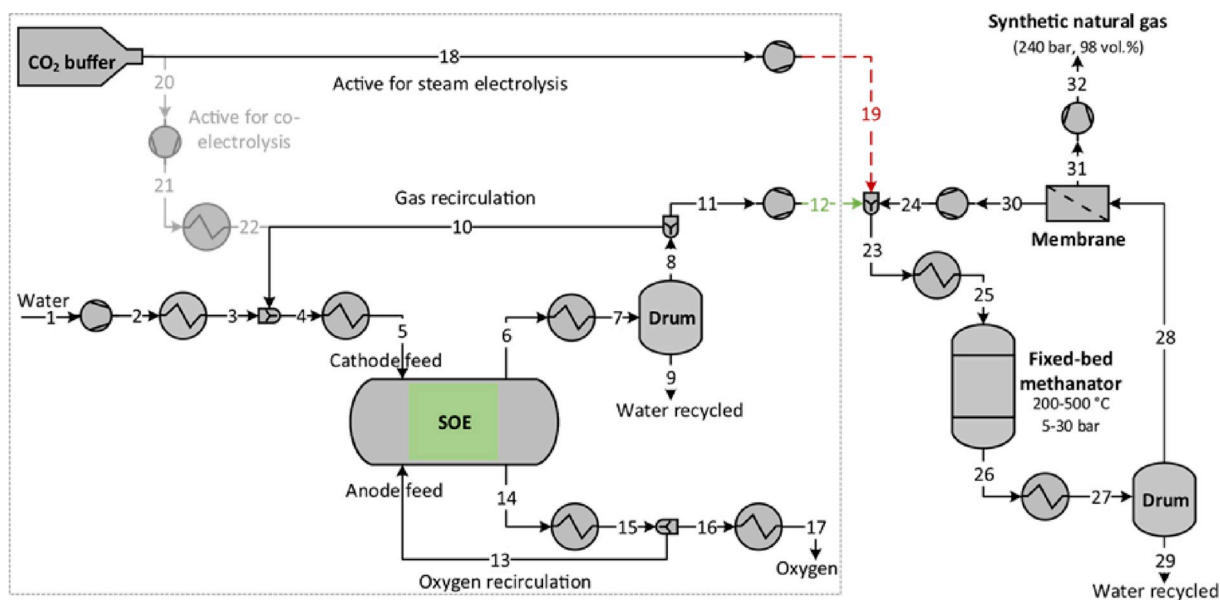 Synthetic natural gas
(240 bar, 98 vol.%)
CO₂ buffer
18
Active for steam electrolysis
20
Active for co-
electrolysis
19
32
31
21
Gas recirculation
22
10
11
12
24
30
Membrane
8
23
Water
1
2
3
4
5
6
7
Drum
25
28
Cathode feed
9
Water recycled
Fixed-bed
methanator
200-500 °C
5-30 bar
SOE
Anode feed
14
26
15
16
17
27
Drum
13
Oxygen
Oxygen recirculation
29
Water recycled